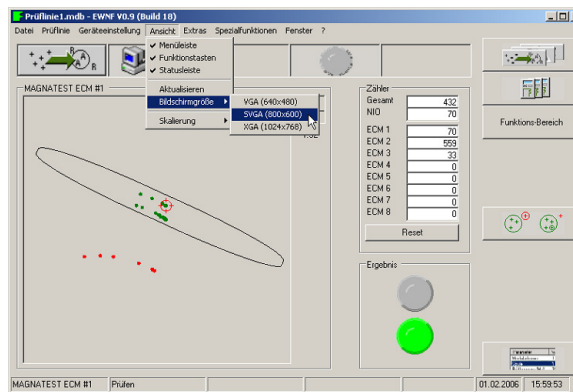 Prüflinie1.mdb - EWNF V0.9 (Build 18)
Datei Prüflinie Geräteeinstellung Ansicht Extras Spezialfunktionen Fenster ?
Menüleiste
Funktionstasten
Statusleiste
Aktualisieren
Bildschirmgröße
Skalierung
VGA (640x480)
SVGA (800x600)
XGA (1024x768)
A
R
MAGNATEST ECM #1
Zähler
Gesamt 432
NIO 70
ECM 1 70
ECM 2 559
ECM 3 33
ECM 4 0
ECM 5 0
ECM 6 0
ECM 7 0
ECM 8 0
Reset
Ergebnis
Funktions-Bereich
MAGNATEST ECM #1 Prüfen 01.02.2006 15:59:53